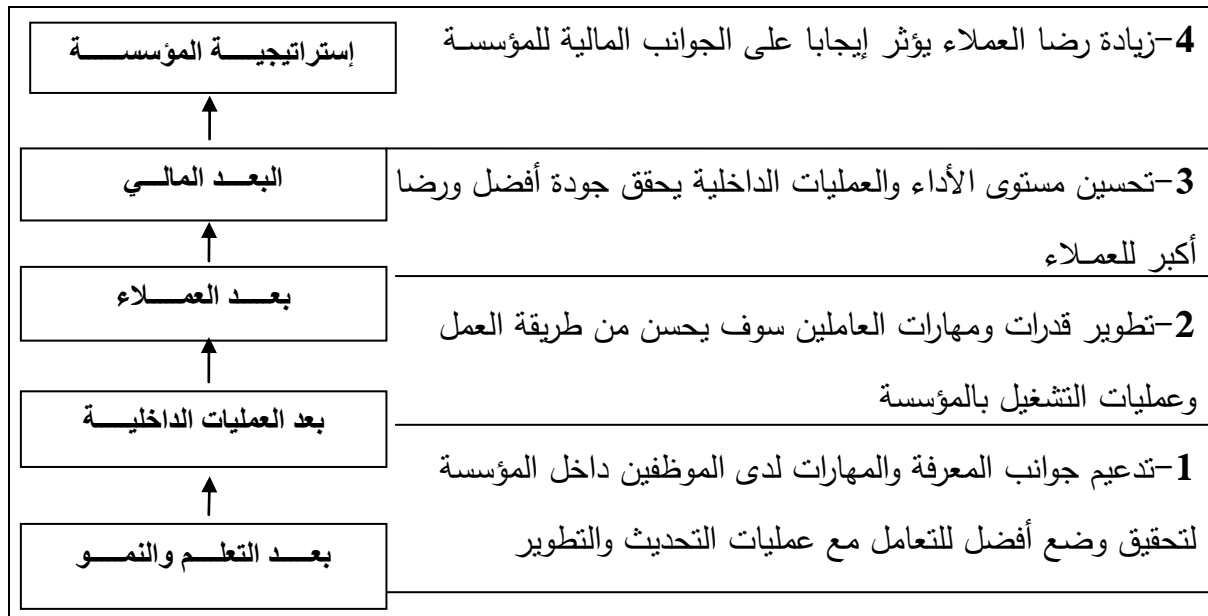 4-زيادة رضا العملاء يؤثر إيجابا على الجوانب المالية للمؤسسة
إستراتيجية المؤسسة
3-تحسين مستوى الأداء والعمليات الداخلية يحقق جودة أفضل ورضا
أكبر للعملاء
البعد المالي
2-تطوير قدرات ومهارات العاملين سوف يحسن من طريقة العمل
وعمليات التشغيل بالمؤسسة
بعد العملاء
1-تدعيم جوانب المعرفة والمهارات لدى الموظفين داخل المؤسسة
لتحقيق وضع أفضل للتعامل مع عمليات التحديث والتطوير
بعد العمليات الداخلية
بعد التعلم والنمو